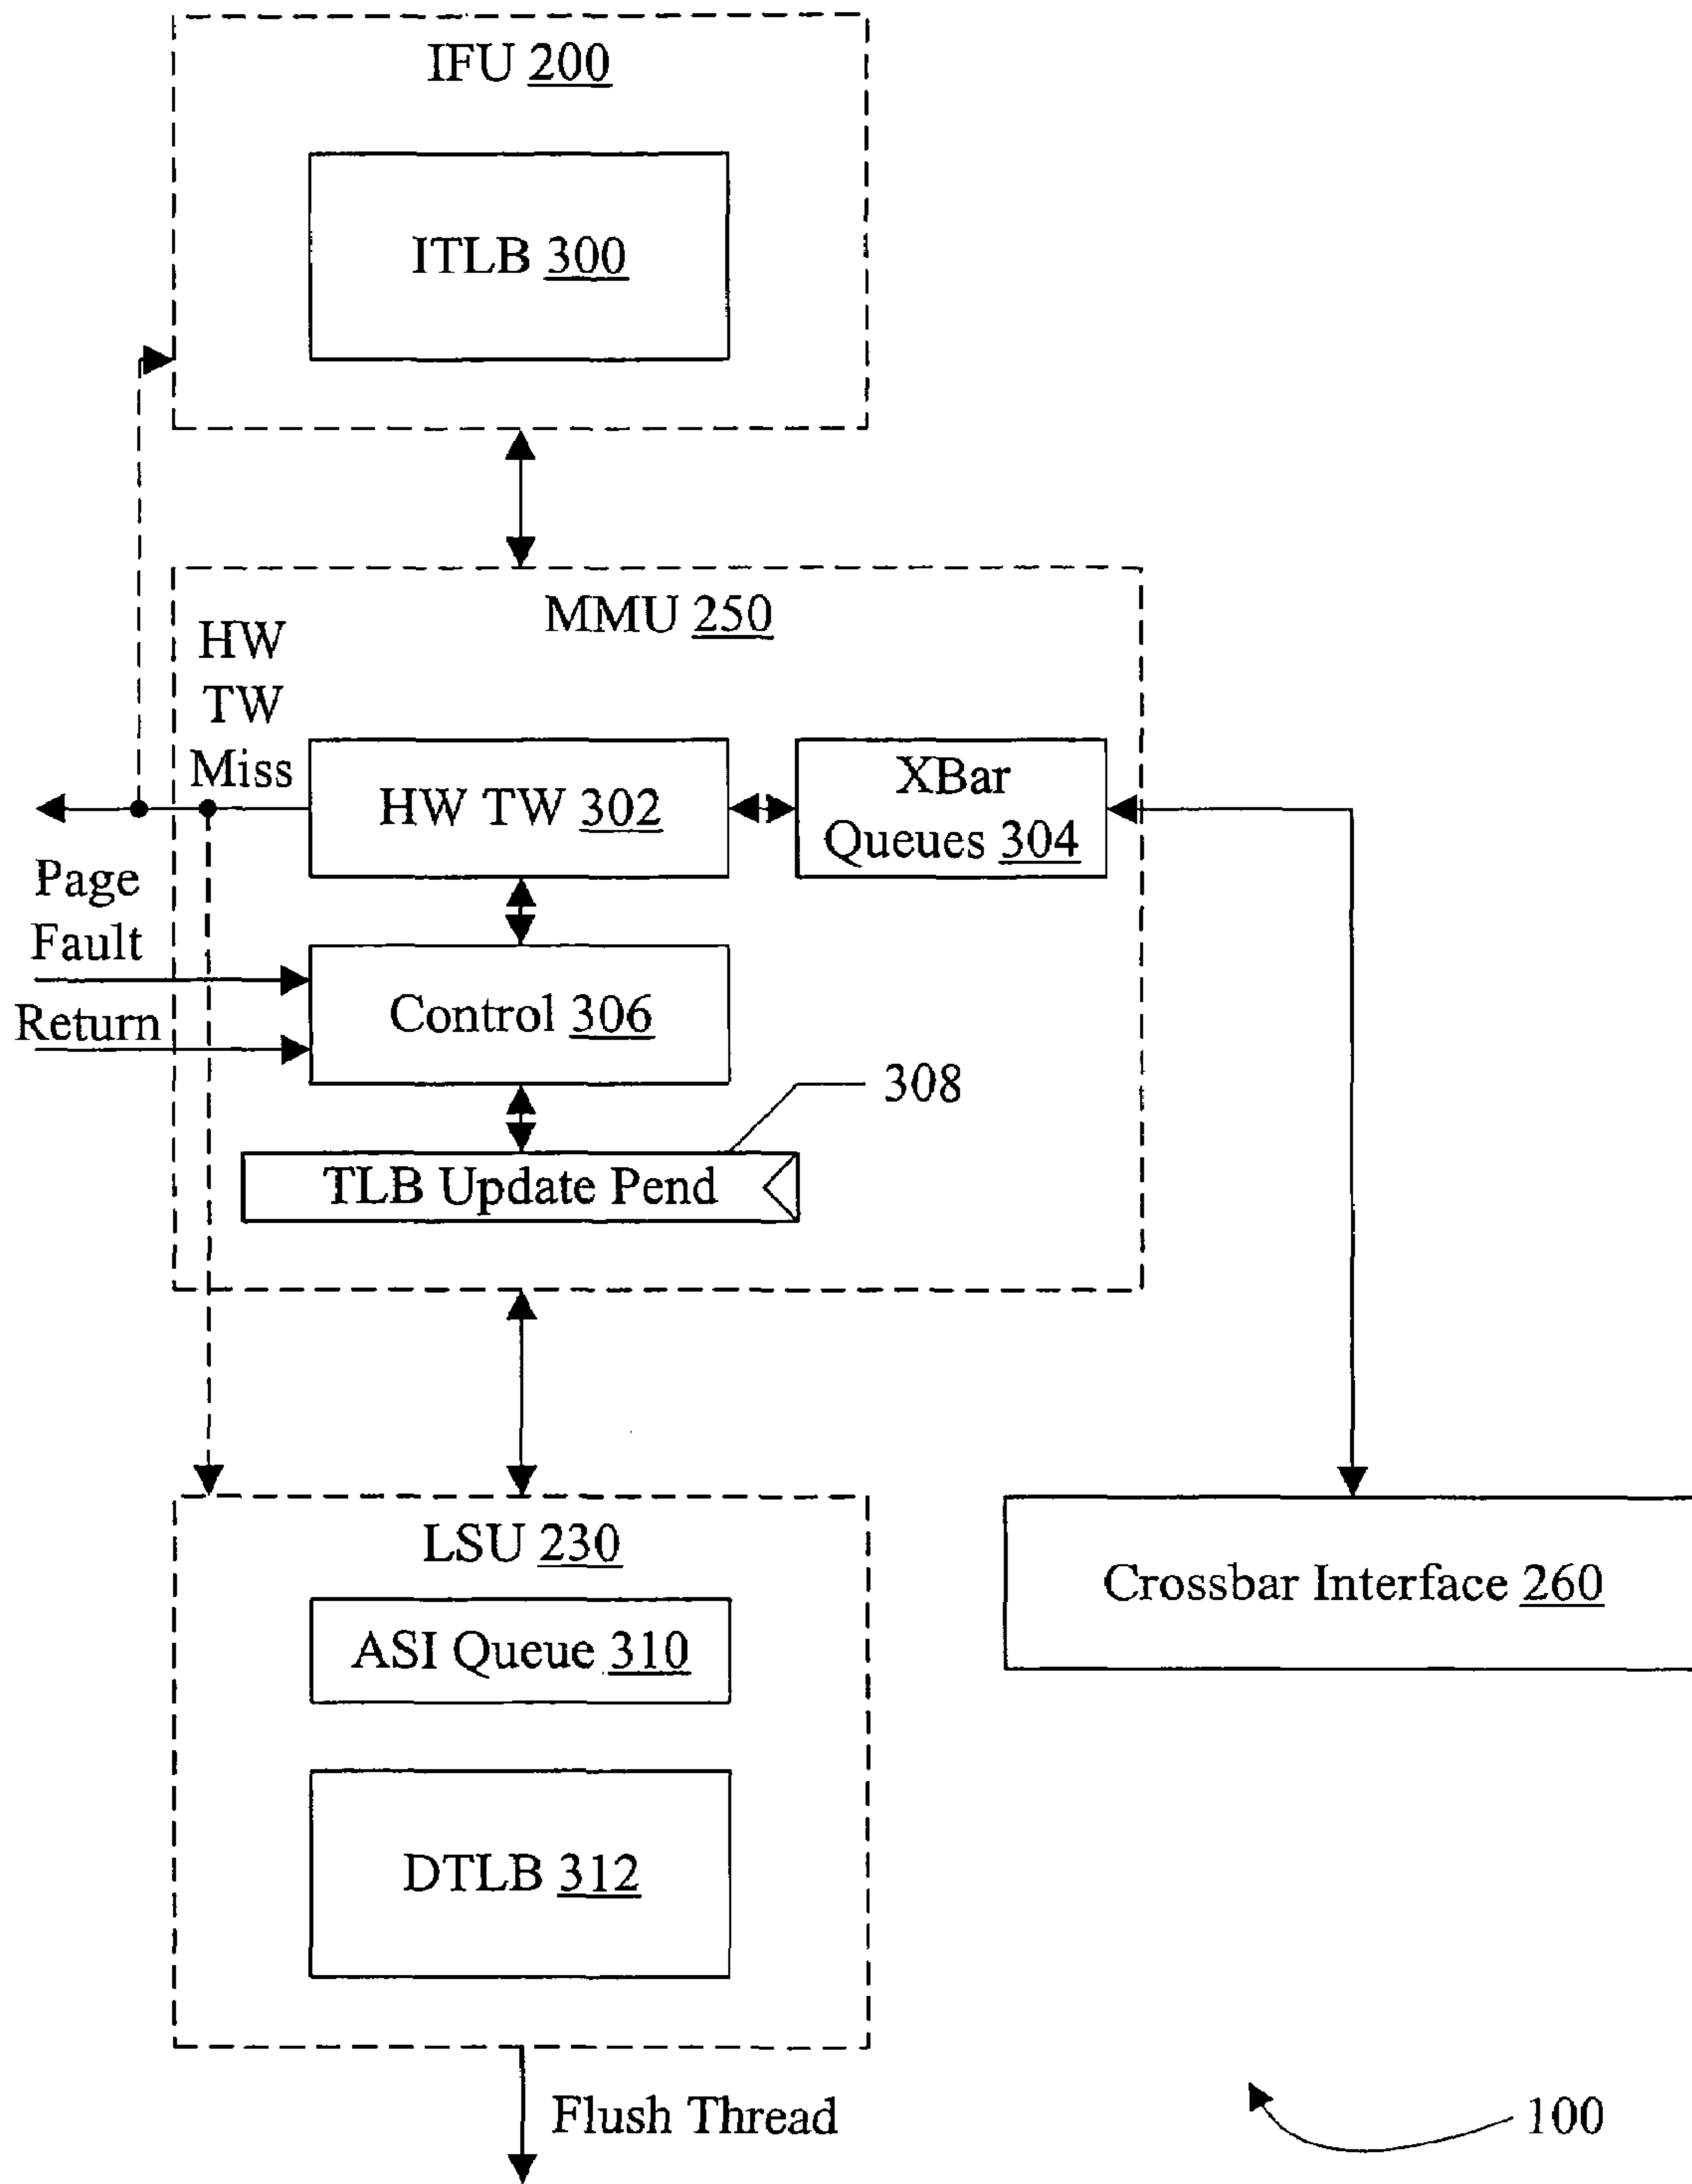 IFU 200
ITLB 300
MMU 250
HW
TW
Miss
HW TW 302
XBar
Queues 304
Page
Fault
Return
Control 306
308
TLB Update Pend
LSU 230
ASI Queue 310
DTLB 312
Crossbar Interface 260
Flush Thread
100